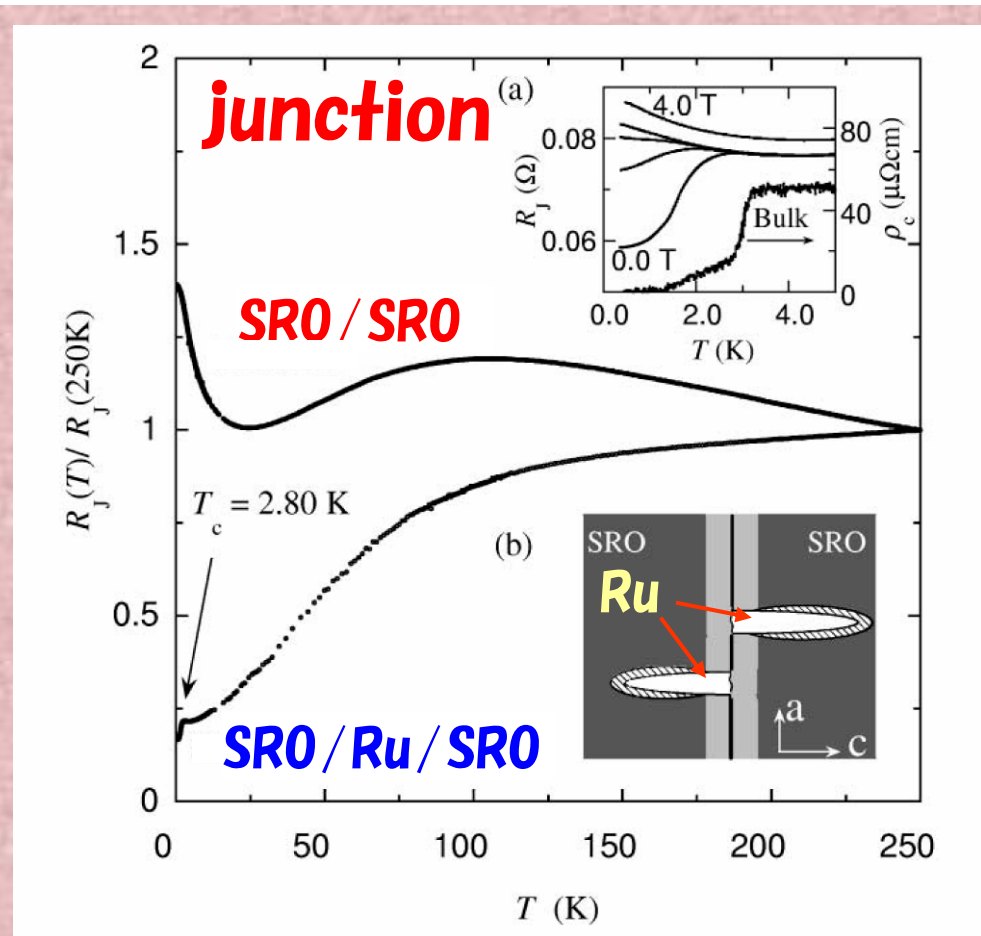 junction
SRO / SRO
SRO / Ru / SRO
R_J(T)/ R_J(250K)
2
1.5
1
0.5
0
0
50
100
150
200
250
T (K)
T_c = 2.80 K
(a)
4.0 T
0.0 T
Bulk
R_J (Ω)
0.08
0.06
80
40
0
ρ_c (μΩcm)
0.0
2.0
4.0
T (K)
(b)
SRO
SRO
Ru
a
c